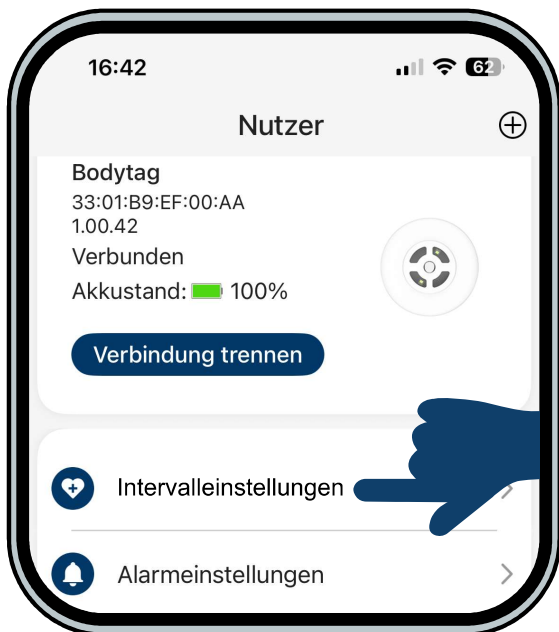 16:42
62
Nutzer
Bodytag
33:01:B9:EF:00:AA
1.00.42
Verbunden
Akkustand: 100%
Verbindung trennen
Intervalleinstellungen
Alarmeinstellungen